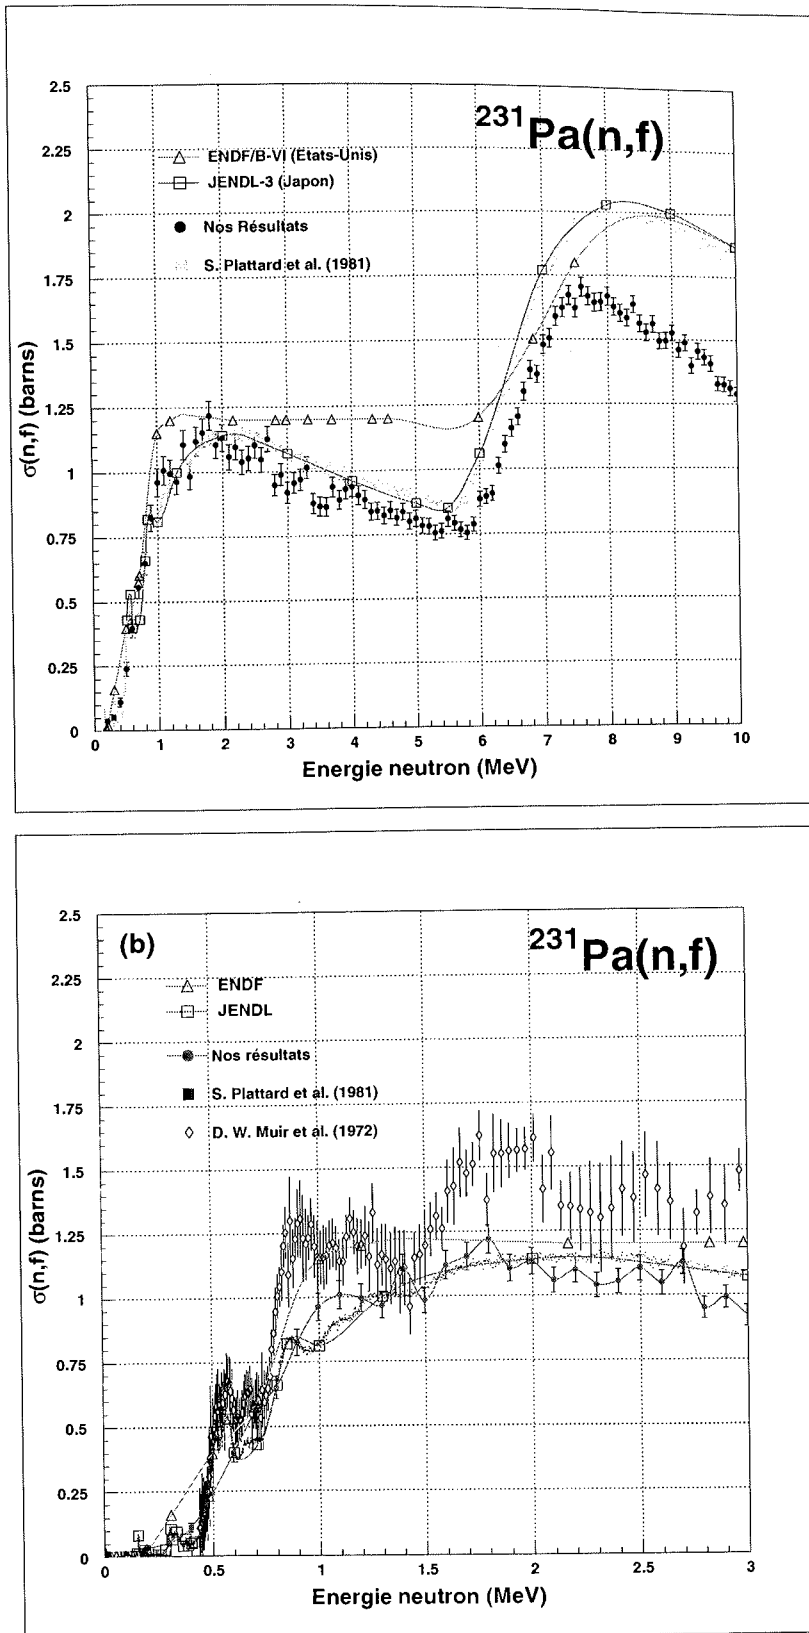 2.5
2.25
2
1.75
1.5
1.25
1
0.75
0.5
0.25
0
σ(n,f) (barns)
231Pa(n,f)
ENDF/B-VI (Etats-Unis)
JENDL-3 (Japon)
Nos Résultats
S. Plattard et al. (1981)
0 1 2 3 4 5 6 7 8 9 10
Energie neutron (MeV)
2.5
2.25
2
1.75
1.5
1.25
1
0.75
0.5
0.25
0
σ(n,f) (barns)
(b)
231Pa(n,f)
ENDF
JENDL
Nos résultats
S. Plattard et al. (1981)
D. W. Muir et al. (1972)
0 0.5 1 1.5 2 2.5 3
Energie neutron (MeV)